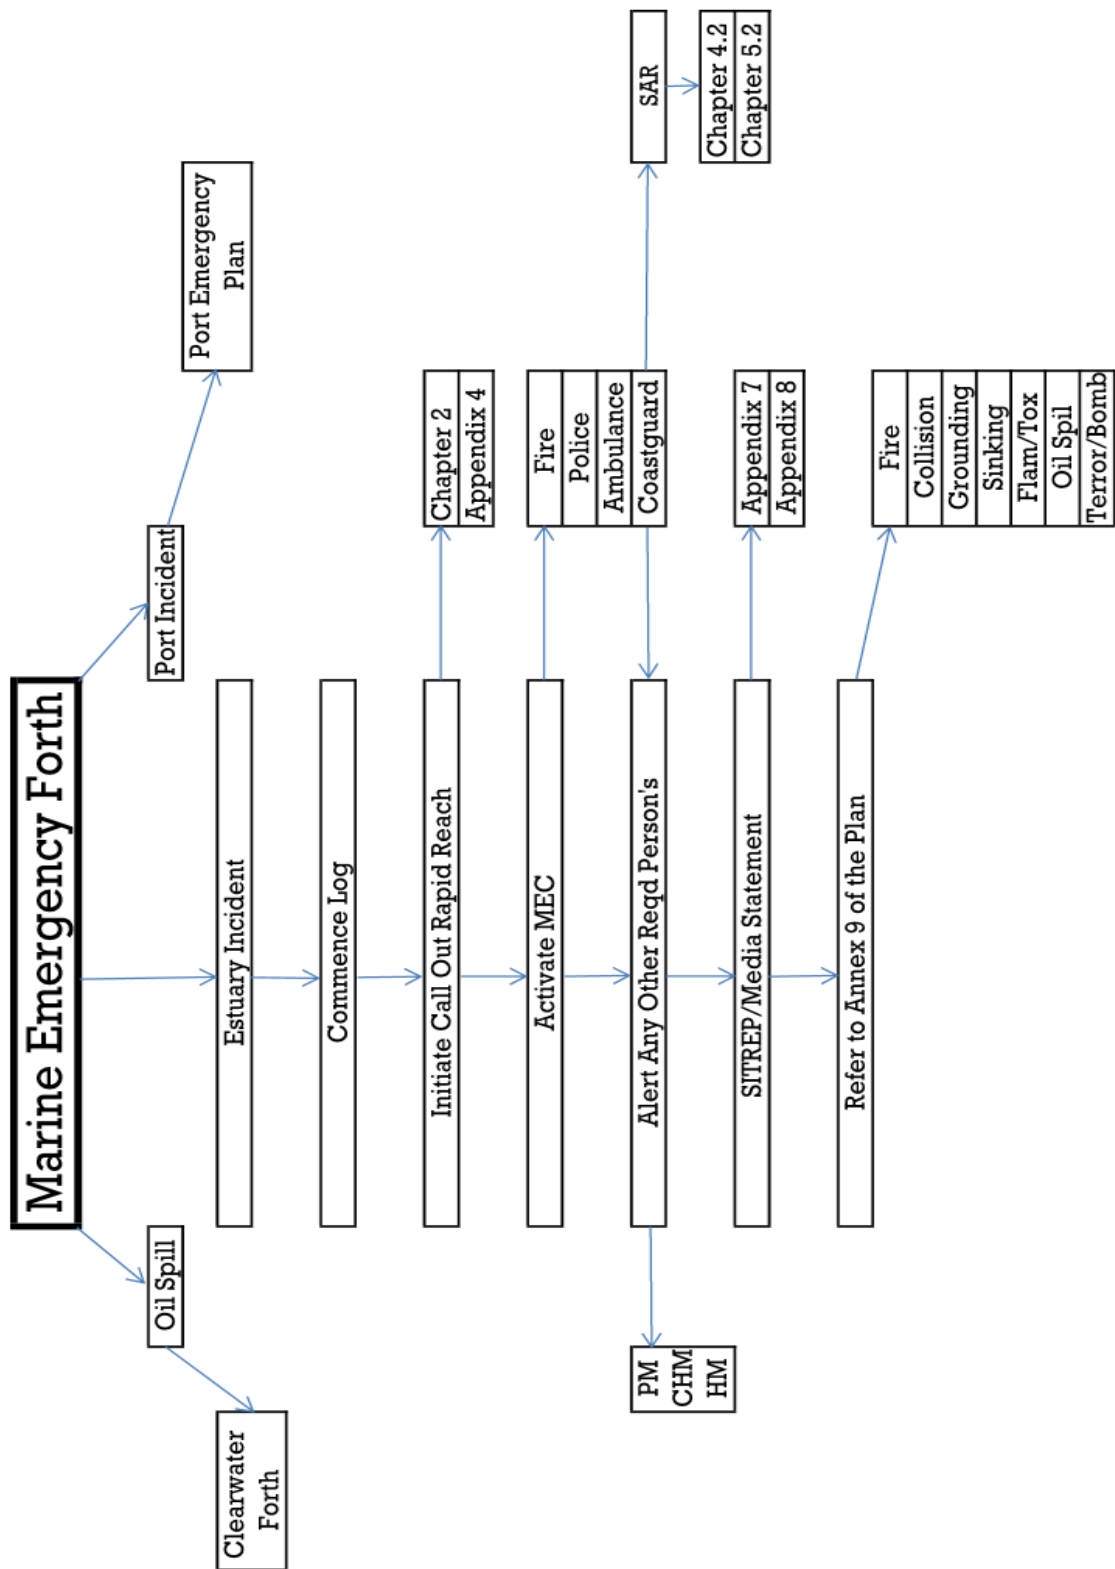 Marine Emergency Forth
Oil Spill
Port Incident
Clearwater
Forth
Port Emergency
Plan
Estuary Incident
Commence Log
Initiate Call Out Rapid Reach
Chapter 2
Appendix 4
Activate MEC
Fire
Police
Ambulance
Coastguard
SAR
Chapter 4.2
Chapter 5.2
Alert Any Other Reqd Person's
PM
CHM
HM
SITREP/Media Statement
Appendix 7
Appendix 8
Refer to Annex 9 of the Plan
Fire
Collision
Grounding
Sinking
Flam/Tox
Oil Spil
Terror/Bomb